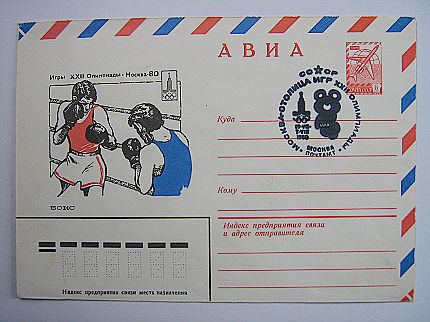 АВИА
Игры XXII Олимпиады · Москва-80
БОКС
СССР
МОСКВА-СТОЛИЦА ИГР XXII ОЛИМПИАДЫ
МОСКВА
ПОЧТАМТ
Куда
Кому
Индекс предприятия связи
и адрес отправителя
Индекс предприятия связи места назначения